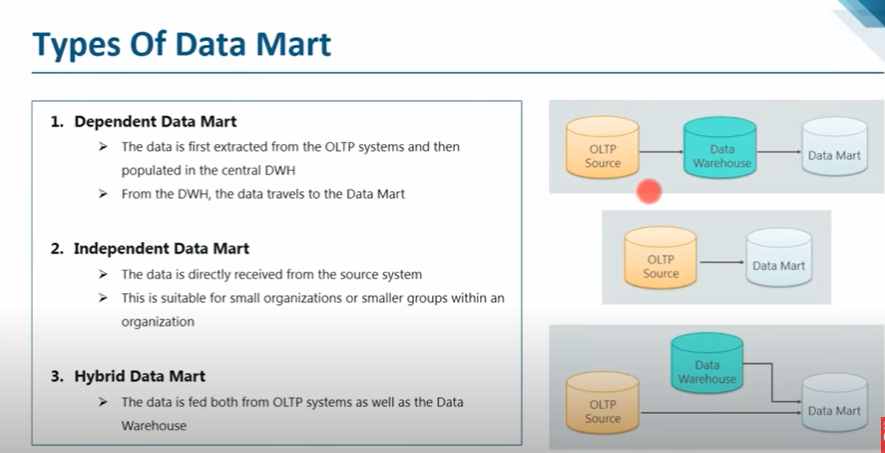 Types Of Data Mart
1. Dependent Data Mart
➤ The data is first extracted from the OLTP systems and then
populated in the central DWH
➤ From the DWH, the data travels to the Data Mart
2. Independent Data Mart
➤ The data is directly received from the source system
➤ This is suitable for small organizations or smaller groups within an
organization
3. Hybrid Data Mart
➤ The data is fed both from OLTP systems as well as the Data
Warehouse
OLTP
Source
Data
Warehouse
Data Mart
OLTP
Source
Data Mart
Data
Warehouse
OLTP
Source
Data Mart